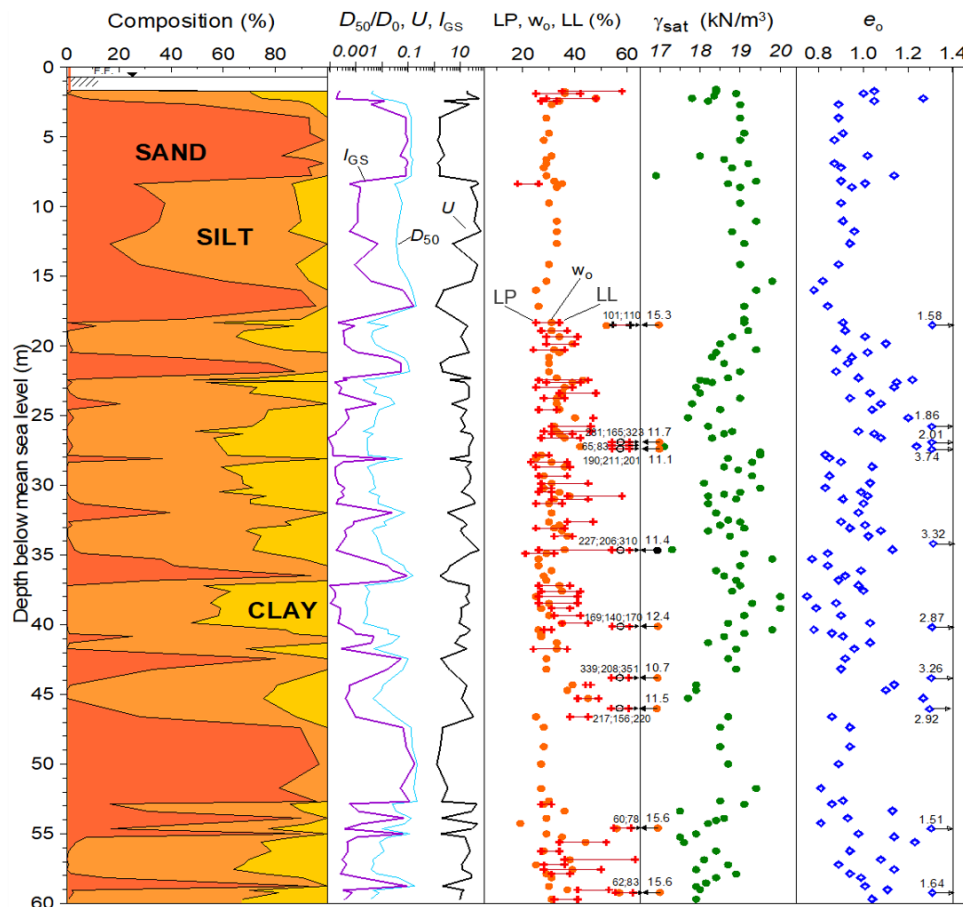 Composition (%) D50/D0, U, IGS LP, wo, LL (%) γsat (kN/m³) eo
0 20 40 60 80 100 0.001 0.1 10 20 40 60 17 18 19 20 0.8 1.0 1.2 1.4
Depth below mean sea level (m)
0
F.F.
5
SAND
IGS
10
U
SILT
D50
15
wo
LP LL
101;110 15.3 1.58
20
25
1.86
281;165;323 11.7 2.01
65;83 3.74
190;211;201 11.1
30
3.32
227;206;310 11.4
35
CLAY
169;140;170 12.4 2.87
40
339;208;351 10.7 3.26
45
11.5
217;156;220 2.92
50
60;78 15.6 1.51
55
62;83 15.6 1.64
60